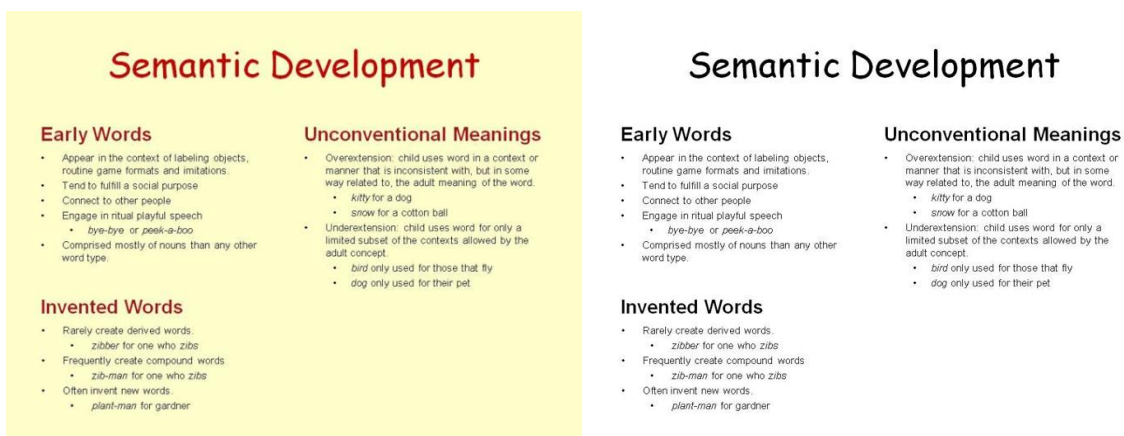 Semantic Development
Early Words
• Appear in the context of labeling objects,
routine game formats and imitations.
• Tend to fulfill a social purpose
• Connect to other people
• Engage in ritual playful speech
• bye-bye or peek-a-boo
• Comprised mostly of nouns than any other
word type.
Invented Words
• Rarely create derived words.
• zibber for one who zibs
• Frequently create compound words
• zib-man for one who zibs
• Often invent new words.
• plant-man for gardner
Unconventional Meanings
• Overextension: child uses word in a context or
manner that is inconsistent with, but in some
way related to, the adult meaning of the word.
• kitty for a dog
• snow for a cotton ball
• Underextension: child uses word for only a
limited subset of the contexts allowed by the
adult concept.
• bird only used for those that fly
• dog only used for their pet
Semantic Development
Early Words
• Appear in the context of labeling objects,
routine game formats and imitations.
• Tend to fulfill a social purpose
• Connect to other people
• Engage in ritual playful speech
• bye-bye or peek-a-boo
• Comprised mostly of nouns than any other
word type.
Invented Words
• Rarely create derived words.
• zibber for one who zibs
• Frequently create compound words
• zib-man for one who zibs
• Often invent new words.
• plant-man for gardner
Unconventional Meanings
• Overextension: child uses word in a context or
manner that is inconsistent with, but in some
way related to, the adult meaning of the word.
• kitty for a dog
• snow for a cotton ball
• Underextension: child uses word for only a
limited subset of the contexts allowed by the
adult concept.
• bird only used for those that fly
• dog only used for their pet